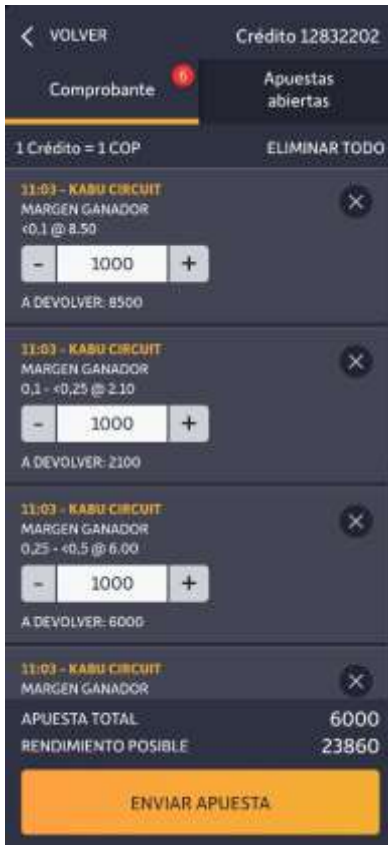 VOLVER
Crédito 12832202
Comprobante
6
Apuestas
abiertas
1 Crédito = 1 COP
ELIMINAR TODO
11:03 - KABU CIRCUIT
MARGEN GANADOR
<0,1 @ 8.50
- 1000 +
A DEVOLVER: 8500
11:03 - KABU CIRCUIT
MARGEN GANADOR
0,1 - <0,25 @ 2.10
- 1000 +
A DEVOLVER: 2100
11:03 - KABU CIRCUIT
MARGEN GANADOR
0,25 - <0,5 @ 6.00
- 1000 +
A DEVOLVER: 6000
11:03 - KABU CIRCUIT
MARGEN GANADOR
APUESTA TOTAL 6000
RENDIMIENTO POSIBLE 23860
ENVIAR APUESTA